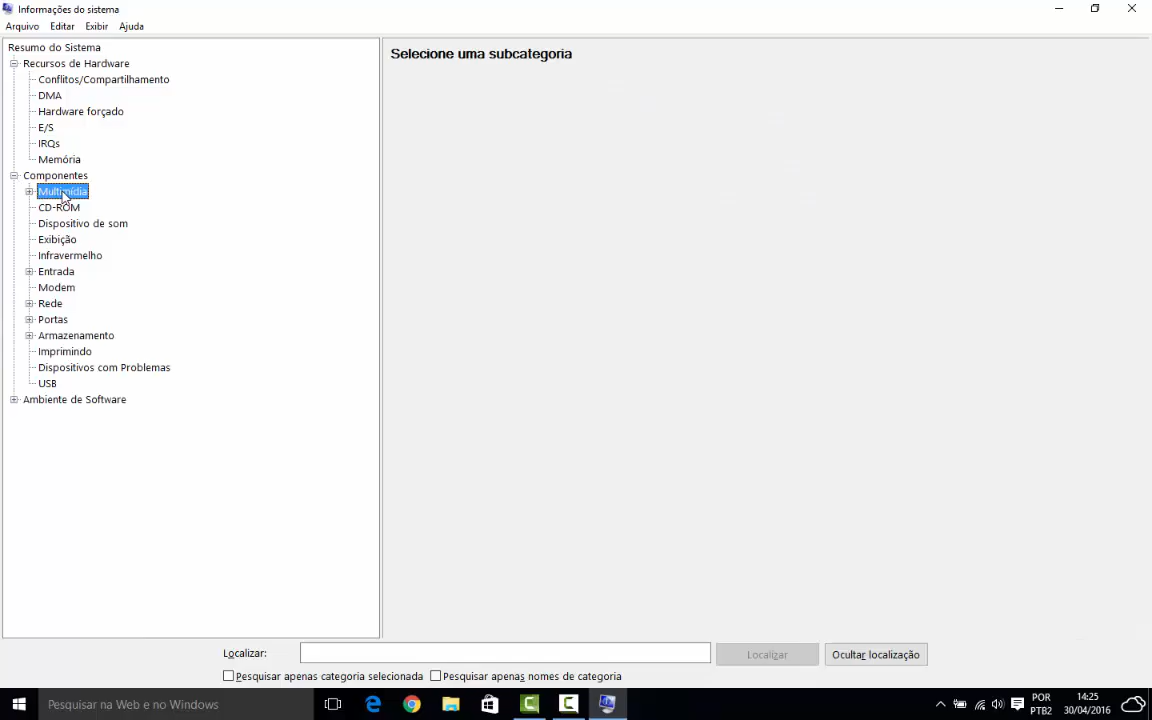 Informações do sistema
Arquivo Editar Exibir Ajuda
Resumo do Sistema
Recursos de Hardware
Conflitos/Compartilhamento
DMA
Hardware forçado
E/S
IRQs
Memória
Componentes
Multimídia
CD-ROM
Dispositivo de som
Exibição
Infravermelho
Entrada
Modem
Rede
Portas
Armazenamento
Imprimindo
Dispositivos com Problemas
USB
Ambiente de Software
Selecione uma subcategoria
Localizar: Localizar Ocultar localização
Pesquisar apenas categoria selecionada Pesquisar apenas nomes de categoria
Pesquisar na Web e no Windows
POR 14:25
PTB2 30/04/2016